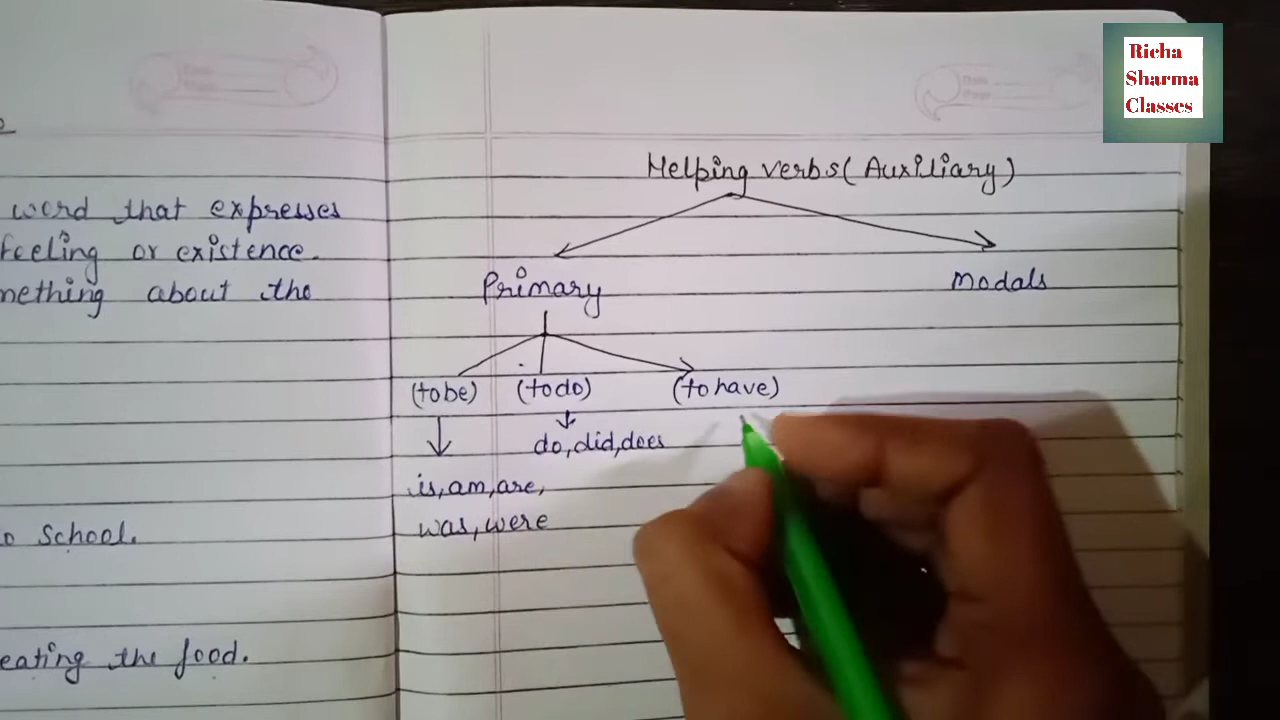 word that expresses
feeling or existence.
about the
o School.
eating the food.
Helping verbs (Auxiliary)
Primary
Modals
(to be) (to do) (to have)
do, did, does
is, am, are,
was, were
Richa
Sharma
Classes